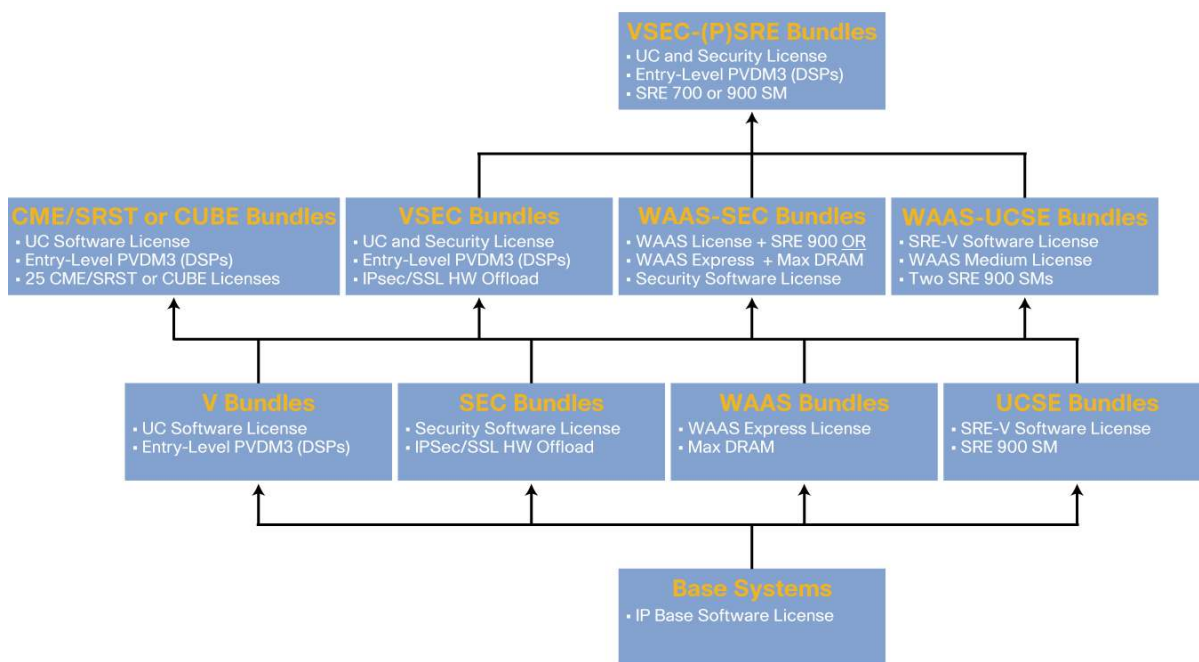 VSEC-(P)SRE Bundles
▪ UC and Security License
▪ Entry-Level PVDM3 (DSPs)
▪ SRE 700 or 900 SM
CME/SRST or CUBE Bundles
▪ UC Software License
▪ Entry-Level PVDM3 (DSPs)
▪ 25 CME/SRST or CUBE Licenses
VSEC Bundles
▪ UC and Security License
▪ Entry-Level PVDM3 (DSPs)
▪ IPsec/SSL HW Offload
WAAS-SEC Bundles
▪ WAAS License + SRE 900 OR
▪ WAAS Express + Max DRAM
▪ Security Software License
WAAS-UCSE Bundles
▪ SRE-V Software License
▪ WAAS Medium License
▪ Two SRE 900 SMs
V Bundles
▪ UC Software License
▪ Entry-Level PVDM3 (DSPs)
SEC Bundles
▪ Security Software License
▪ IPSec/SSL HW Offload
WAAS Bundles
▪ WAAS Express License
▪ Max DRAM
UCSE Bundles
▪ SRE-V Software License
▪ SRE 900 SM
Base Systems
▪ IP Base Software License